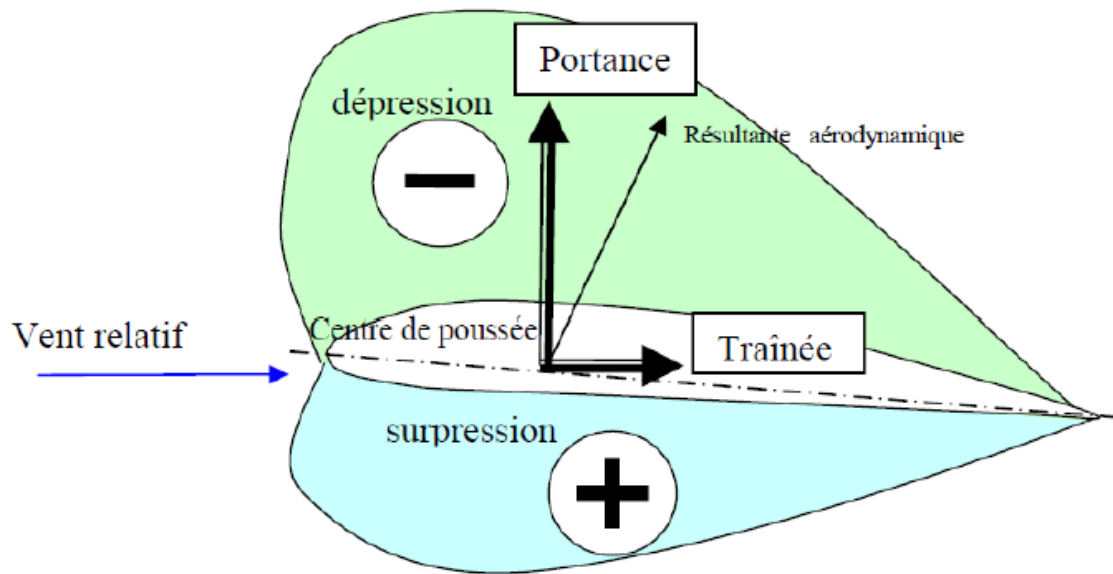 Portance
dépression
Résultante aérodynamique
Vent relatif
Centre de poussée
Traînée
surpression